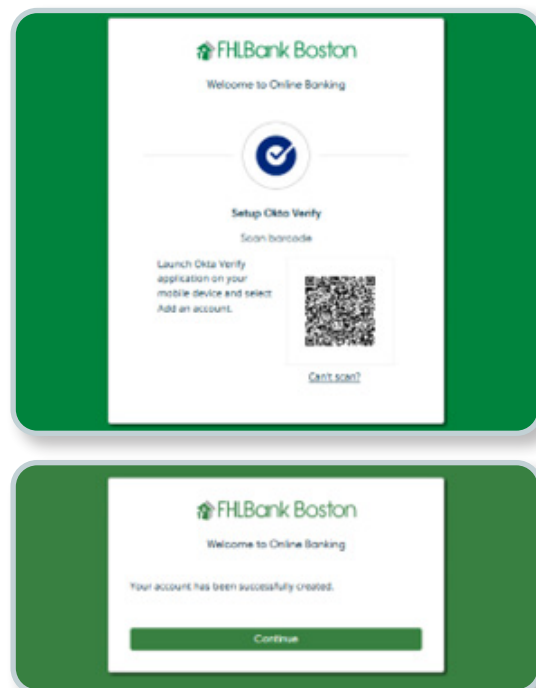 FHLBank Boston
Welcome to Online Banking
Setup Okta Verify
Scan barcode
Launch Okta Verify
application on your
mobile device and select
Add an account.
Can't scan?
FHLBank Boston
Welcome to Online Banking
Your account has been successfully created.
Continue